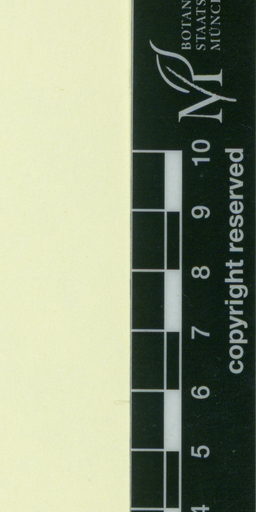 BOTAN
STAATS
MÜNCH
M
10
9
8
7
6
5
4
copyright reserved